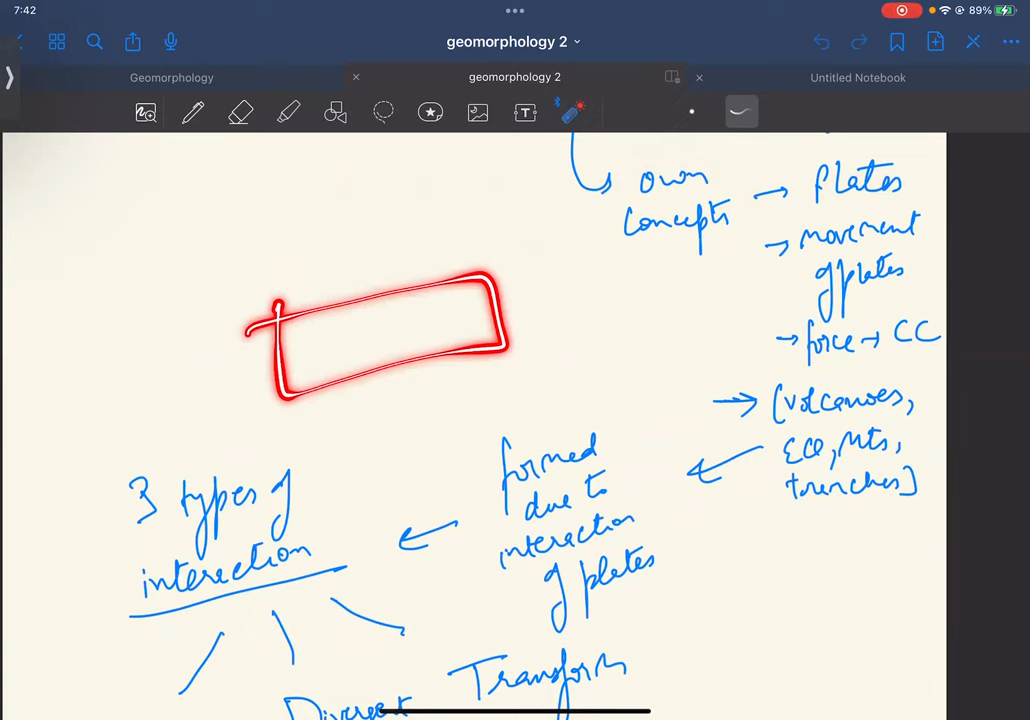 7:42
89%
geomorphology 2
Geomorphology
geomorphology 2
Untitled Notebook
own
concepts
→ Plates
→ movement
of plates
→ force → CC
→ [volcanoes,
EQ, Mts,
trenches]
formed
due to
interaction
of plates
3 types of
interaction
Transform